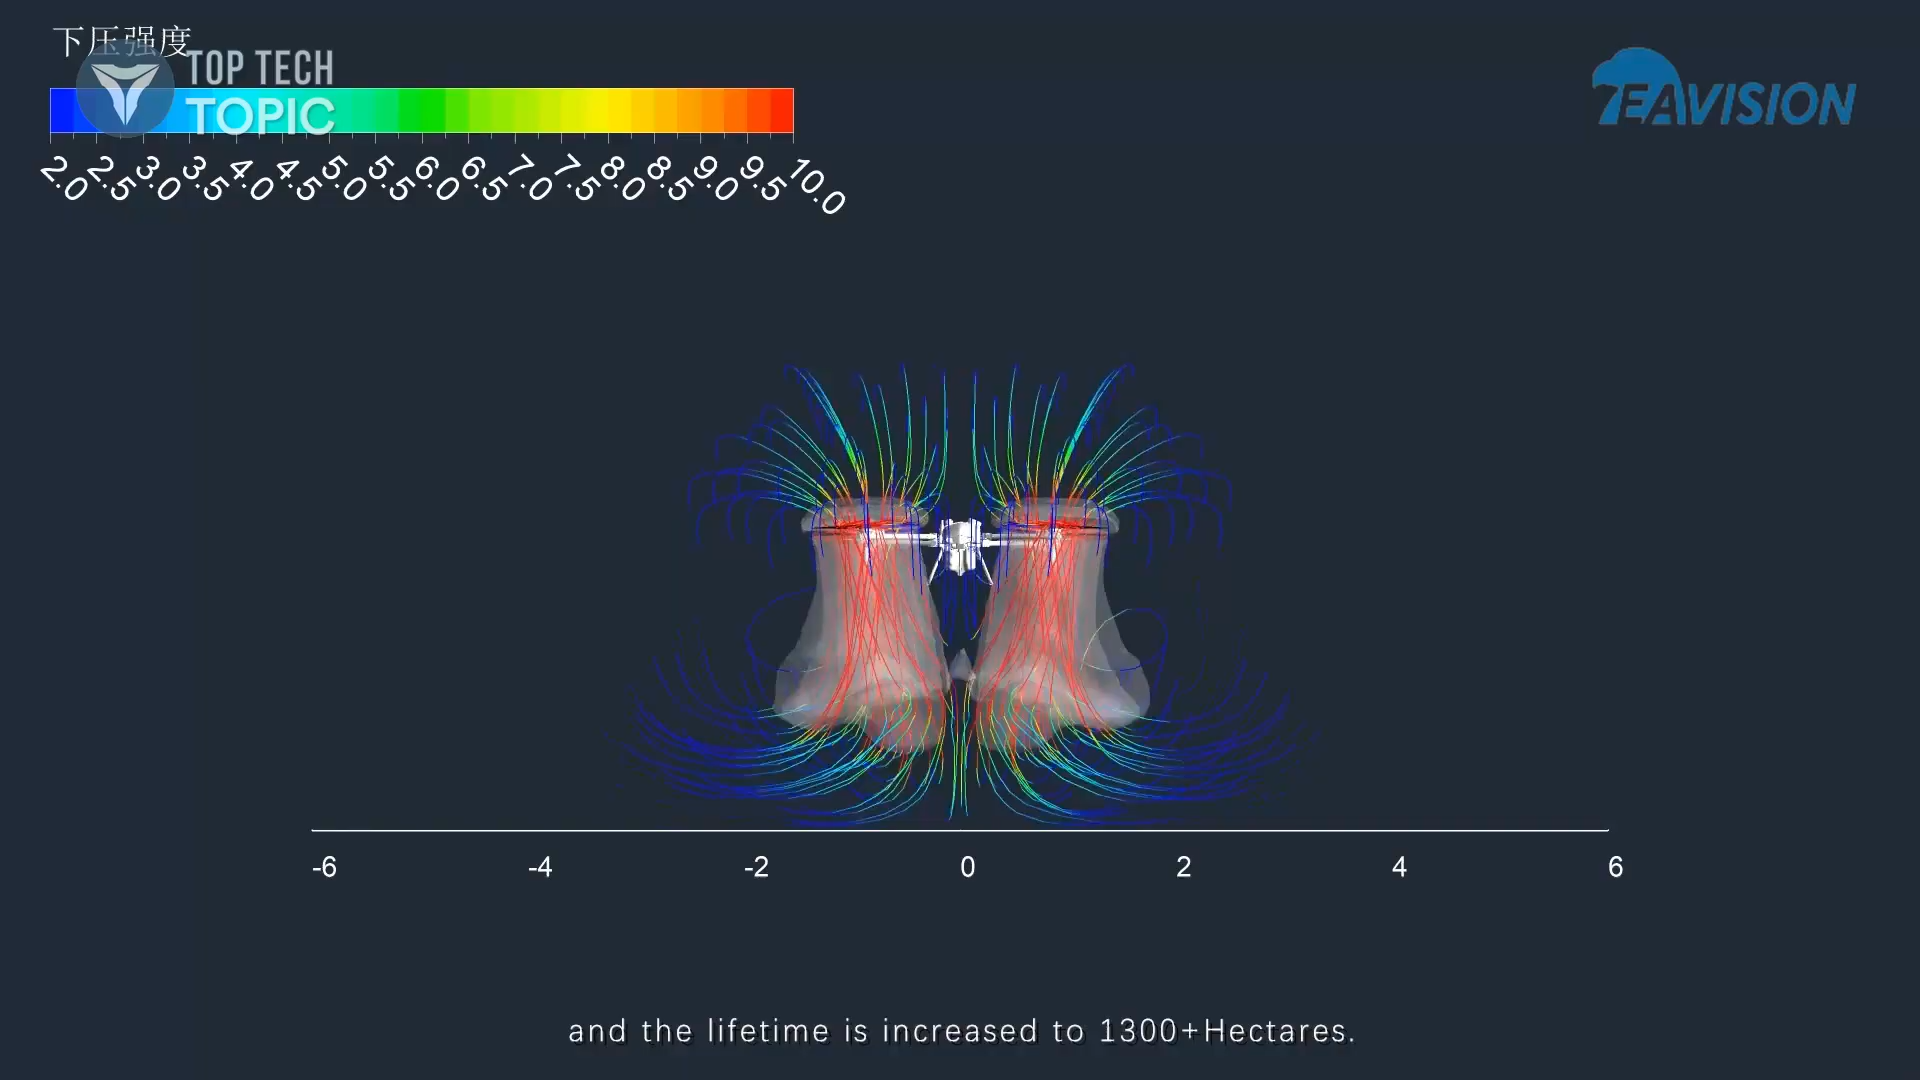 下压强度
TOP TECH
TOPIC
EAVISION
2.0 2.5 3.0 3.5 4.0 4.5 5.0 5.5 6.0 6.5 7.0 7.5 8.0 8.5 9.0 9.5 10.0
-6 -4 -2 0 2 4 6
and the lifetime is increased to 1300+Hectares.